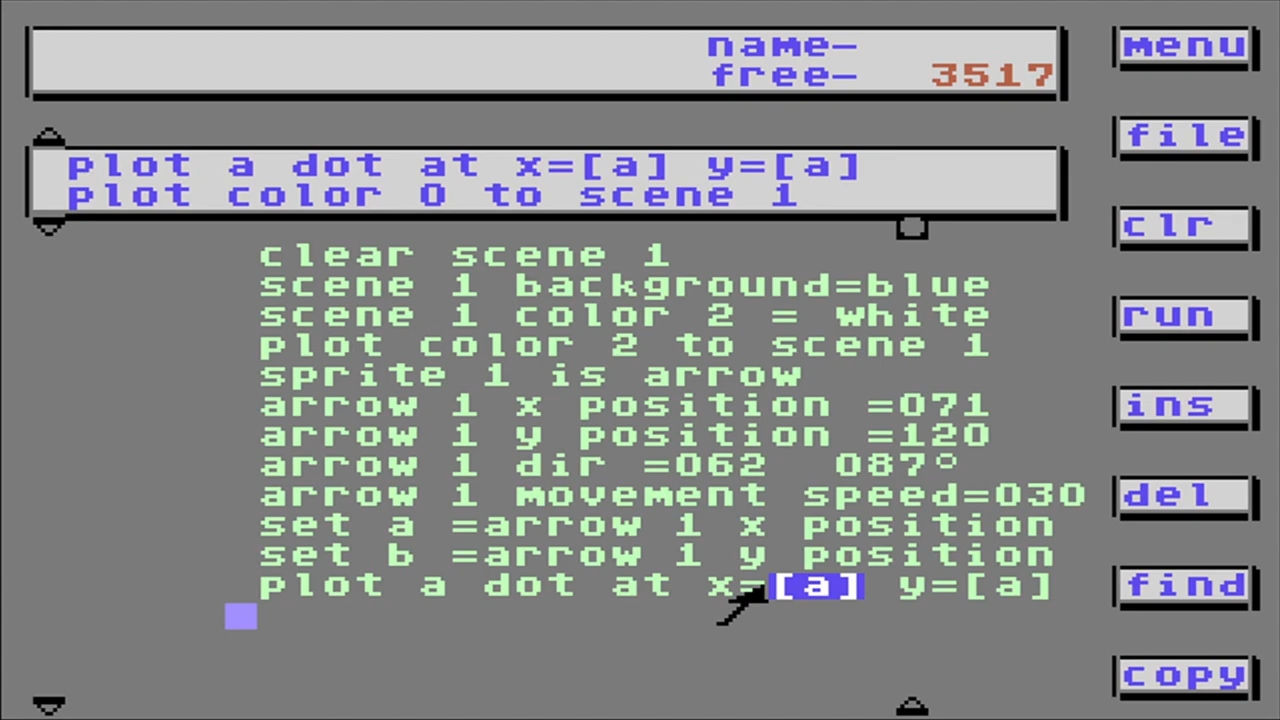 name-
free- 3517
plot a dot at x=[a] y=[a]
plot color 0 to scene 1
clear scene 1
scene 1 background=blue
scene 1 color 2 = white
plot color 2 to scene 1
sprite 1 is arrow
arrow 1 x position =071
arrow 1 y position =120
arrow 1 dir =062 087°
arrow 1 movement speed=030
set a =arrow 1 x position
set b =arrow 1 y position
plot a dot at x=[a] y=[a]
menu
file
clr
run
ins
del
find
copy